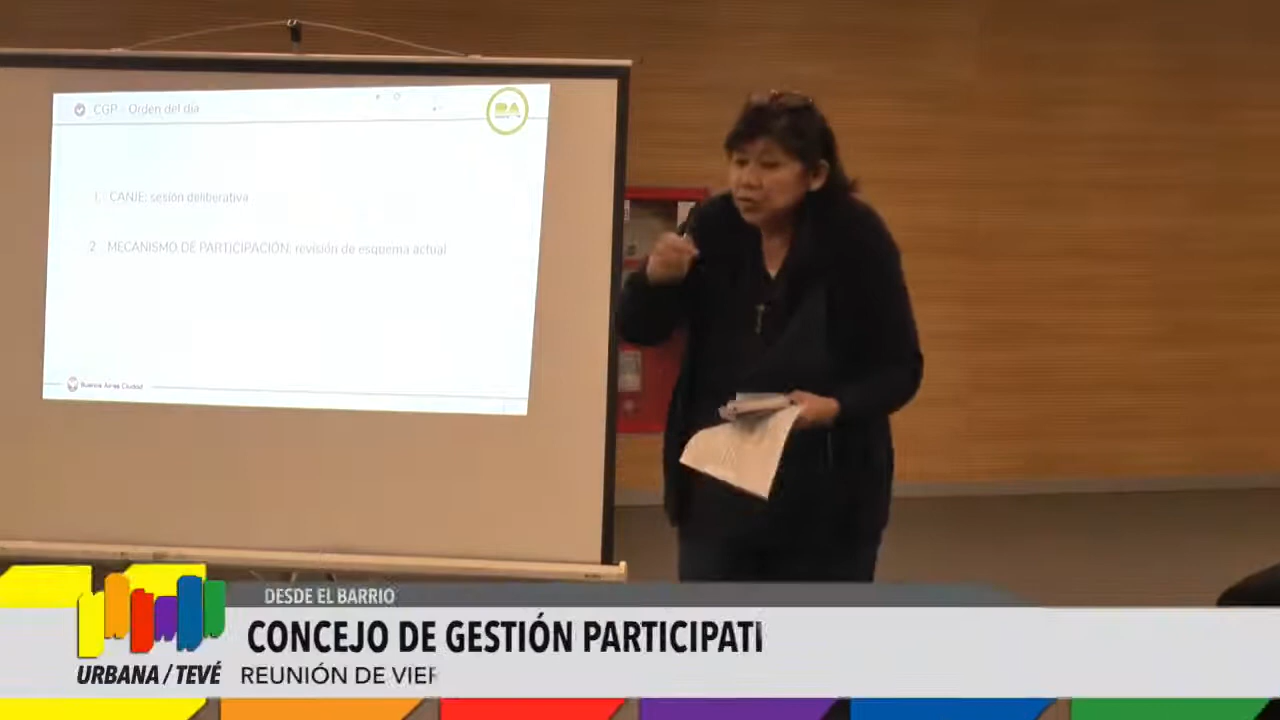 CGP - Orden del día
BA
1. CANJE: sesión deliberativa
2 MECANISMO DE PARTICIPACIÓN: revisión de esquema actual
Buenos Aires Ciudad
DESDE EL BARRIO
CONCEJO DE GESTIÓN PARTICIPATI
URBANA/TEVÉ
REUNIÓN DE VIER